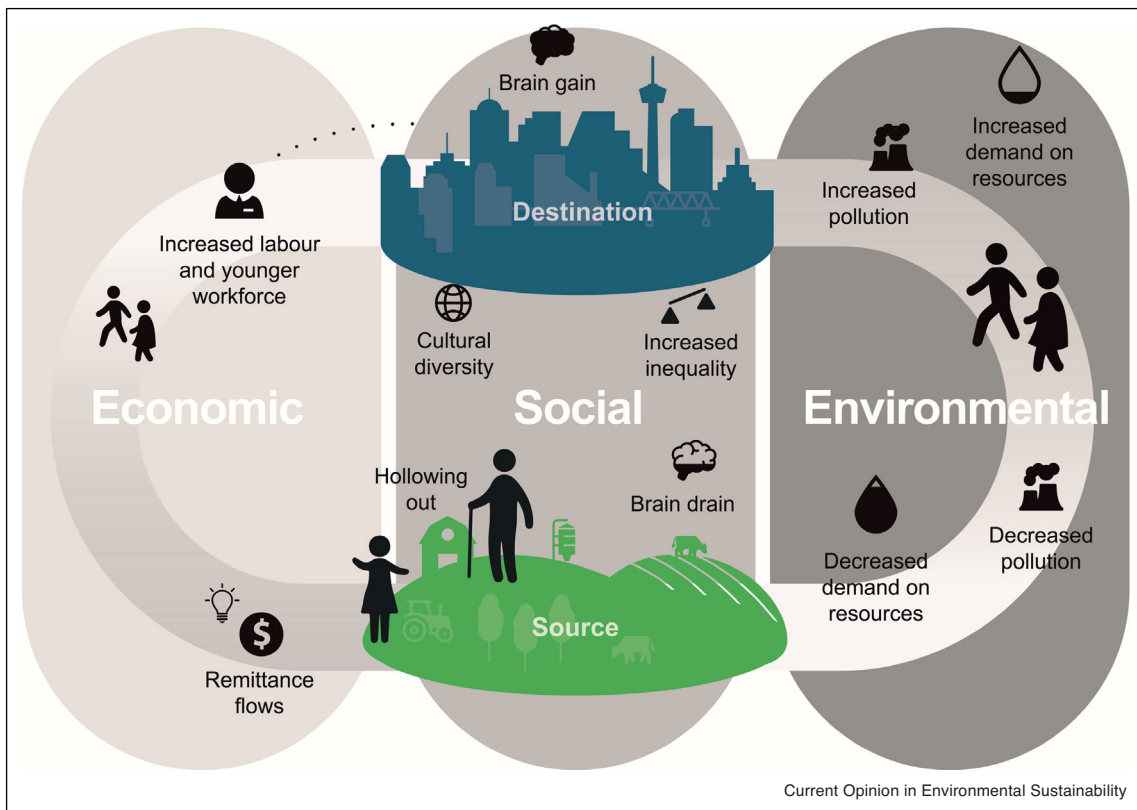 Brain gain
Increased
demand on
resources
Increased
pollution
Destination
Increased labour
and younger
workforce
Cultural
diversity
Increased
inequality
Economic
Social
Environmental
Hollowing
out
Brain drain
Decreased
demand on
resources
Decreased
pollution
Source
$
Remittance
flows
Current Opinion in Environmental Sustainability